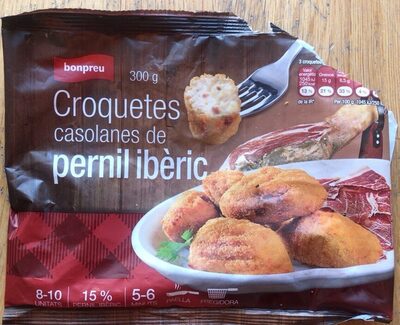 bonpreu
300 g
3 croquetes
Croquetes
casolanes de
pernil ibèric
8-10
UNITATS
15 %
PERNIL IBÈRIC
5-6
MINUTS
PAELLA
FREGIDORA